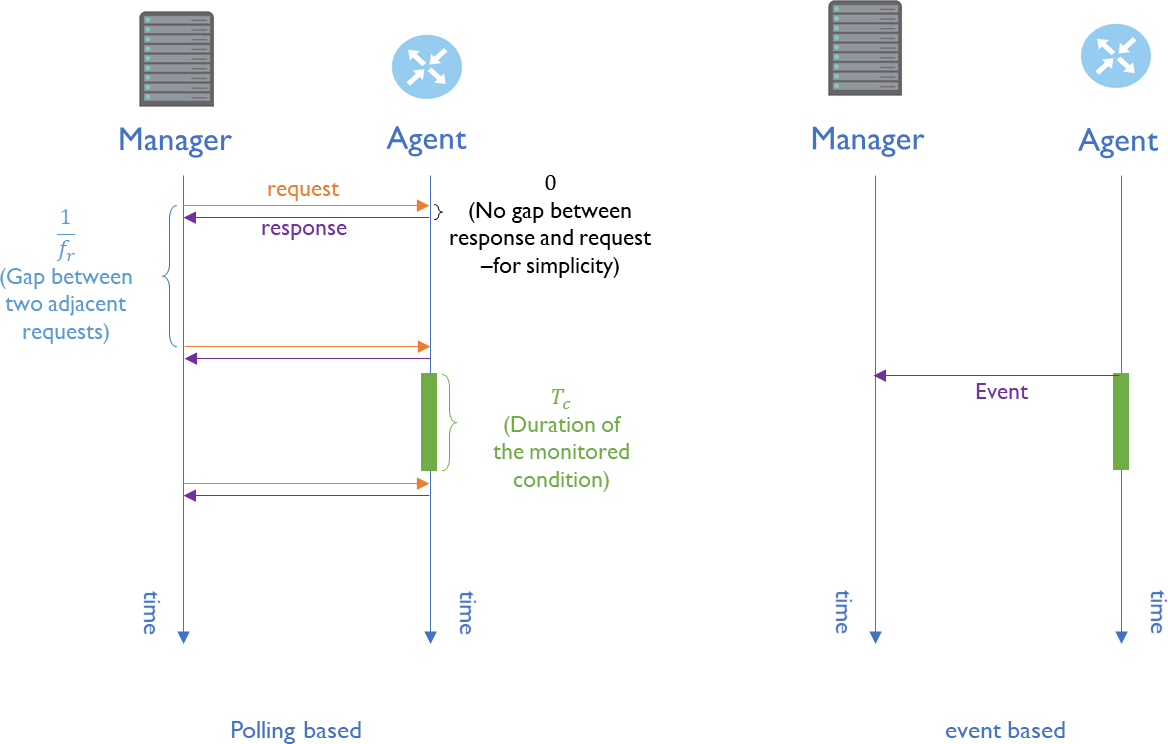 Manager
Agent
request
response
1
f_r
(Gap between
two adjacent
requests)
0
(No gap between
response and request
–for simplicity)
T_c
(Duration of
the monitored
condition)
time
time
Polling based
Manager
Agent
Event
time
time
event based